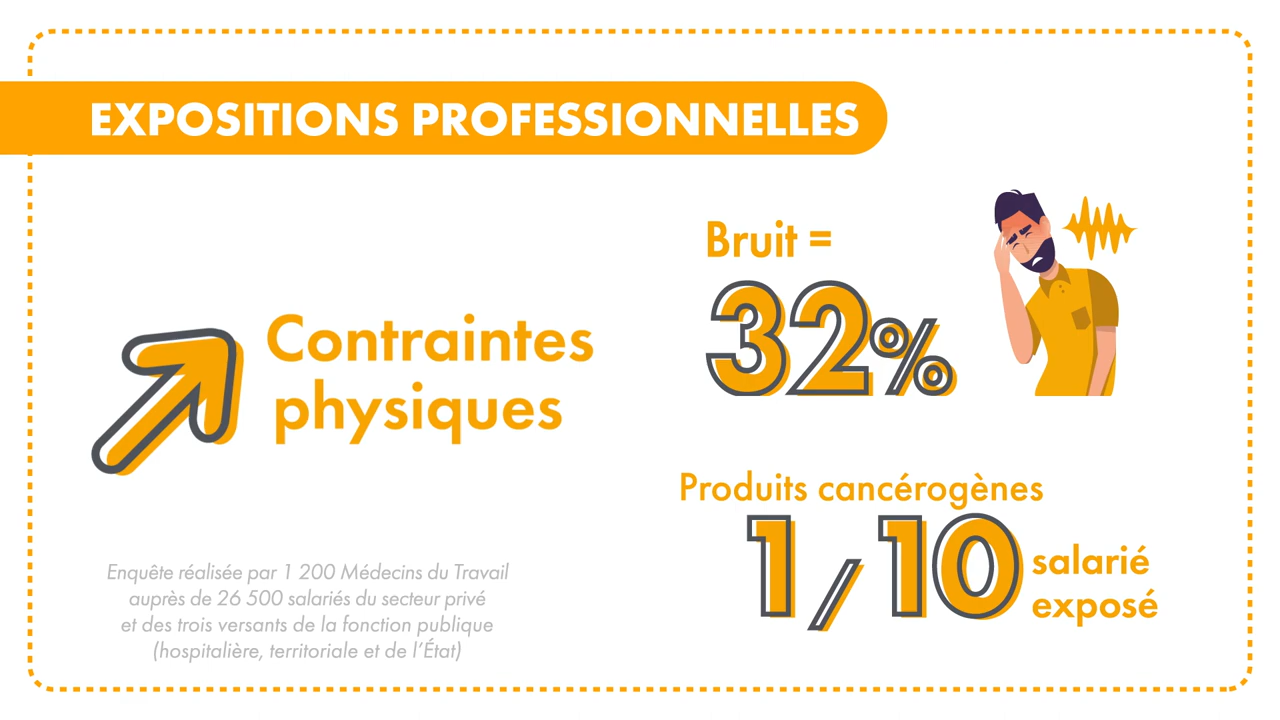 EXPOSITIONS PROFESSIONNELLES
Contraintes
physiques
Bruit =
32%
Produits cancérogènes
1/10
salarié
exposé
Enquête réalisée par 1 200 Médecins du Travail
auprès de 26 500 salariés du secteur privé
et des trois versants de la fonction publique
(hospitalière, territoriale et de l’État)